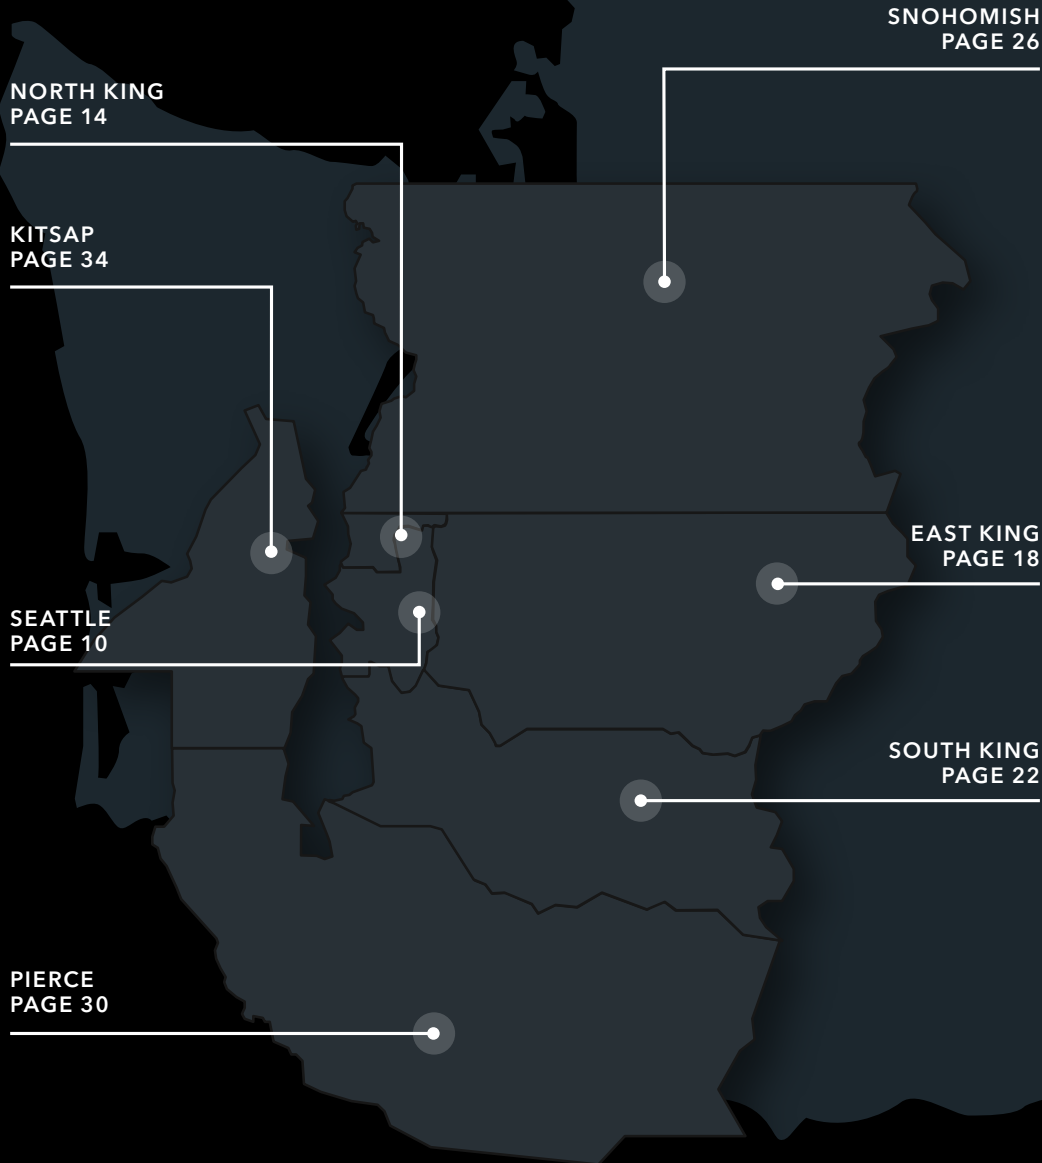 SNOHOMISH
PAGE 26
NORTH KING
PAGE 14
KITSAP
PAGE 34
EAST KING
PAGE 18
SEATTLE
PAGE 10
SOUTH KING
PAGE 22
PIERCE
PAGE 30